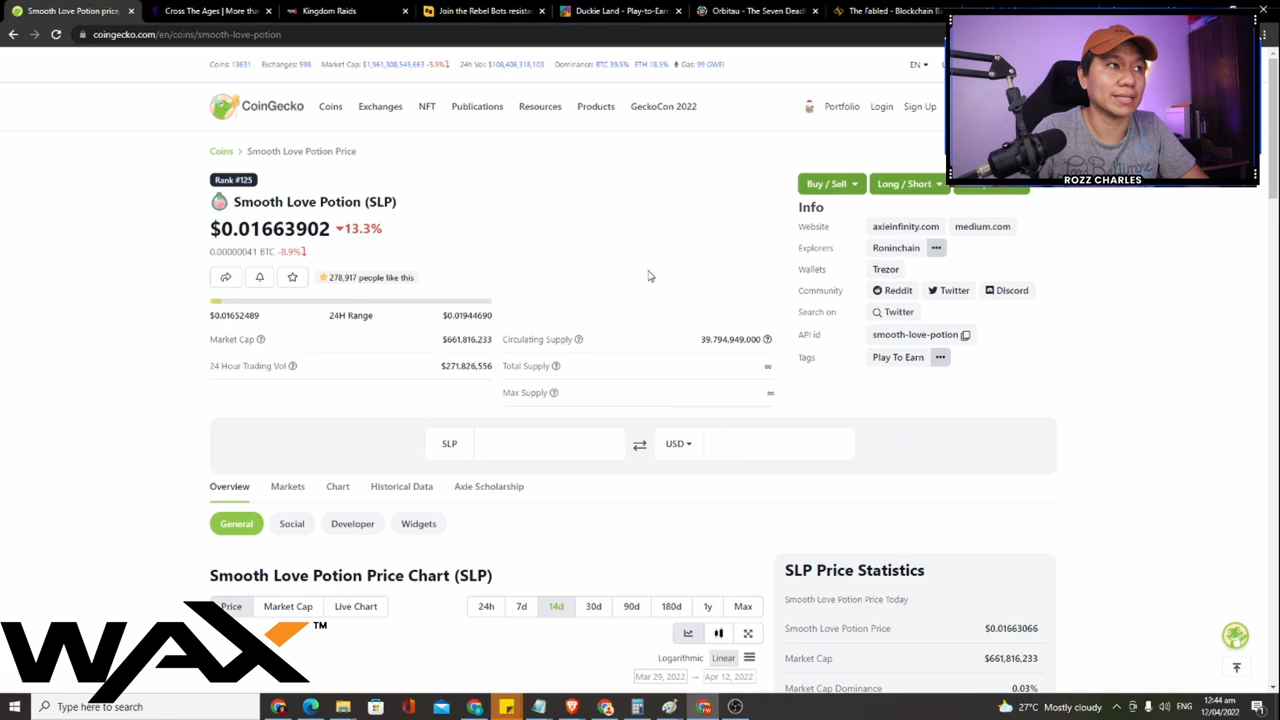 Smooth Love Potion (SLP) price
Cross The Ages | More tha
Kingdom Raids
Join the Rebel Bots resista
Duckie Land - Play-to-Earn
Orbitau - The Seven Deadl
The Fabled - Blockchain B
coingecko.com/en/coins/smooth-love-potion
Coins: 13631 Exchanges: 598 Market Cap: $1,961,308,545,663 -5.9% 24h Vol: $108,406,318,103 Dominance: BTC 39.5% ETH 18.5% Gas: 99 GWEI
EN
CoinGecko Coins Exchanges NFT Publications Resources Products GeckoCon 2022
Portfolio Login Sign Up
ROZZ CHARLES
Coins > Smooth Love Potion Price
Rank #125
Smooth Love Potion (SLP)
$0.01663902 13.3%
0.00000041 BTC -8.9%
278,917 people like this
$0.01652489 24H Range $0.01944690
Market Cap $661,816,233
24 Hour Trading Vol $271,826,556
Circulating Supply 39,794,949,000
Total Supply ∞
Max Supply ∞
Buy / Sell Long / Short
Info
Website axieinfinity.com medium.com
Explorers Roninchain
Wallets Trezor
Community Reddit Twitter Discord
Search on Twitter
API id smooth-love-potion
Tags Play To Earn
SLP USD
Overview Markets Chart Historical Data Axie Scholarship
General Social Developer Widgets
Smooth Love Potion Price Chart (SLP)
Price Market Cap Live Chart
24h 7d 14d 30d 90d 180d 1y Max
Logarithmic Linear
Mar 29, 2022 → Apr 12, 2022
SLP Price Statistics
Smooth Love Potion Price Today
Smooth Love Potion Price $0.01663066
Market Cap $661,816,233
Market Cap Dominance 0.03%
WAX™
Type here to search
27°C Mostly cloudy
ENG
12:44 am
12/04/2022